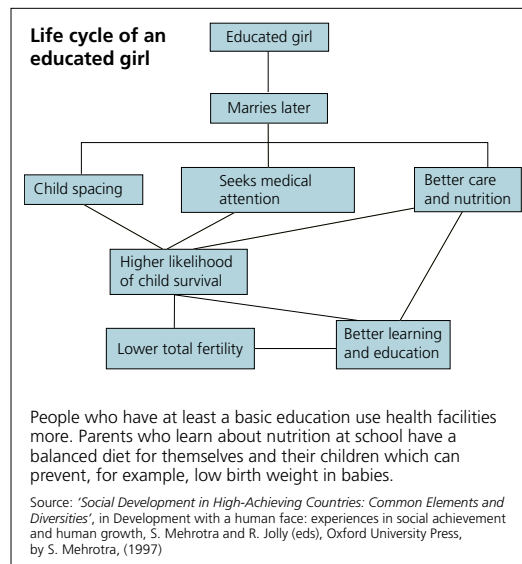 Life cycle of an
educated girl
Educated girl
Marries later
Child spacing
Seeks medical
attention
Better care
and nutrition
Higher likelihood
of child survival
Lower total fertility
Better learning
and education
People who have at least a basic education use health facilities
more. Parents who learn about nutrition at school have a
balanced diet for themselves and their children which can
prevent, for example, low birth weight in babies.
Source: 'Social Development in High-Achieving Countries: Common Elements and
Diversities', in Development with a human face: experiences in social achievement
and human growth, S. Mehrotra and R. Jolly (eds), Oxford University Press,
by S. Mehrotra, (1997)